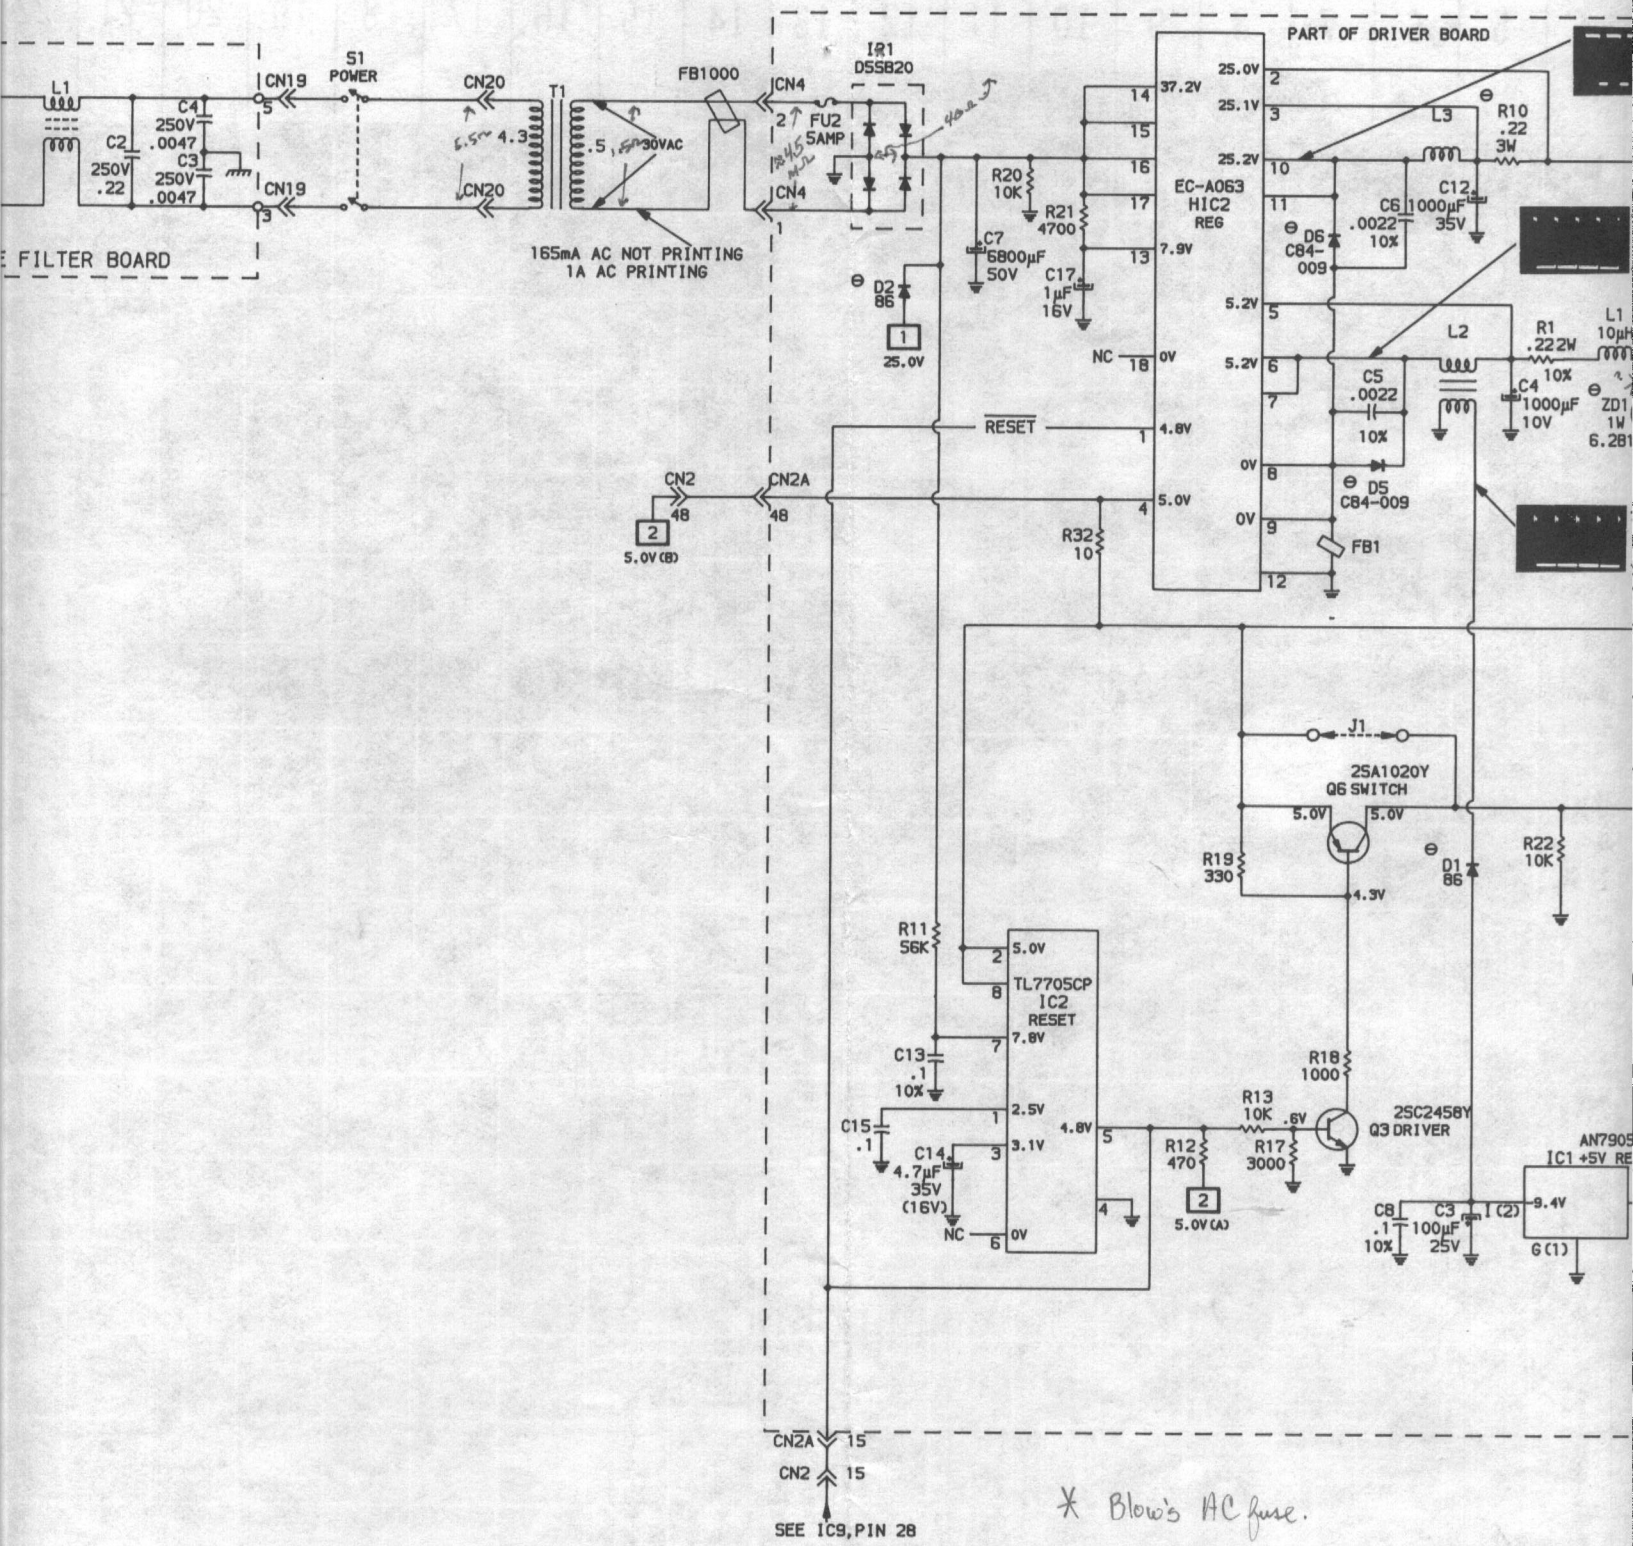 PART OF DRIVER BOARD
L1
CN19
5
S1
POWER
CN20
T1
FB1000
CN4
2
FU2
5AMP
IR1
D5SB20
C4
250V
.0047
C2
250V
.22
C3
250V
.0047
CN19
3
4.3
CN20
.5
30VAC
CN4
1
E FILTER BOARD
165mA AC NOT PRINTING
1A AC PRINTING
D2
86
1
25.0V
C7
6800µF
50V
R20
10K
R21
4700
C17
1µF
16V
14
37.2V
15
16
17
13
7.9V
EC-A063
HIC2
REG
NC
18
0V
RESET
1
4.8V
4
5.0V
25.0V
2
25.1V
3
25.2V
10
11
5.2V
5
5.2V
6
7
0V
8
0V
9
12
L3
R10
.22
3W
C12
1000µF
35V
C6
.0022
10%
D6
C84-
009
L2
R1
.22 2W
10%
L1
10µH
C5
.0022
10%
C4
1000µF
10V
ZD1
1W
6.2B1
D5
C84-009
FB1
CN2
48
CN2A
48
2
5.0V(B)
R32
10
J1
2SA1020Y
Q6 SWITCH
5.0V
5.0V
R19
330
4.3V
D1
86
R22
10K
R11
56K
2
5.0V
8
TL7705CP
IC2
RESET
7
7.8V
C13
.1
10%
1
2.5V
C15
.1
3
3.1V
C14
4.7µF
35V
(16V)
NC
6
0V
4.8V
5
4
R12
470
2
5.0V(A)
R13
10K
.6V
R17
3000
R18
1000
2SC2458Y
Q3 DRIVER
AN7905
IC1 +5V RE
9.4V
I(2)
G(1)
C8
.1
10%
C3
100µF
25V
CN2A
15
CN2
15
SEE IC9,PIN 28
* Blow's AC fuse.